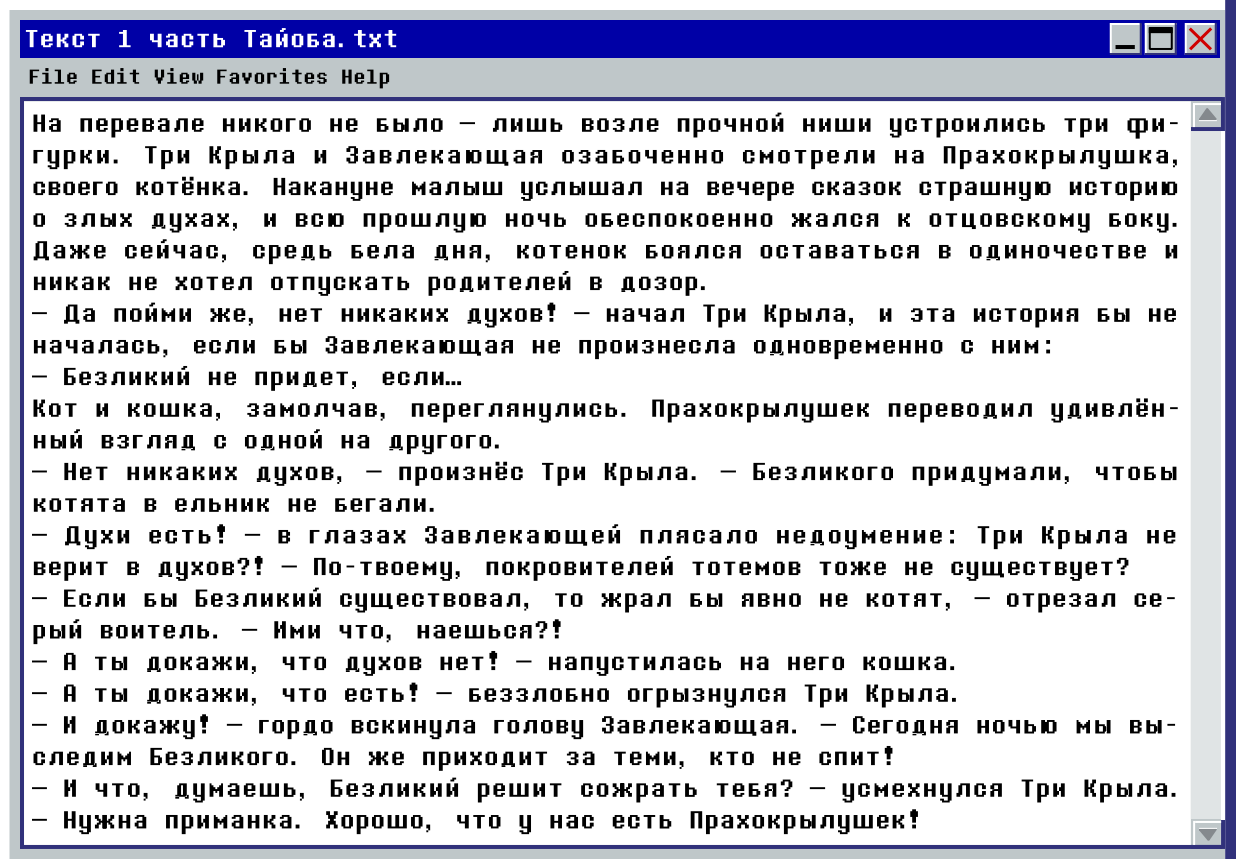 Текст 1 часть Тайоба.txt
File Edit View Favorites Help
На перевале никого не было — лишь возле прочной ниши устроились три фи-
гурки. Три Крыла и Завлекающая озабоченно смотрели на Прахокрылушка,
своего котёнка. Накануне малыш услышал на вечере сказок страшную историю
о злых духах, и всю прошлую ночь обеспокоенно жался к отцовскому боку.
Даже сейчас, средь бела дня, котенок боялся оставаться в одиночестве и
никак не хотел отпускать родителей в дозор.
— Да пойми же, нет никаких духов! — начал Три Крыла, и эта история бы не
началась, если бы Завлекающая не произнесла одновременно с ним:
— Безликий не придет, если…
Кот и кошка, замолчав, переглянулись. Прахокрылушек переводил удивлён-
ный взгляд с одной на другого.
— Нет никаких духов, — произнёс Три Крыла. — Безликого придумали, чтобы
котята в ельник не бегали.
— Духи есть! — в глазах Завлекающей плясало недоумение: Три Крыла не
верит в духов?! — По-твоему, покровителей тотемов тоже не существует?
— Если бы Безликий существовал, то жрал бы явно не котят, — отрезал се-
рый воитель. — Ими что, наешься?!
— А ты докажи, что духов нет! — напустилась на него кошка.
— А ты докажи, что есть! — беззлобно огрызнулся Три Крыла.
— И докажу! — гордо вскинула голову Завлекающая. — Сегодня ночью мы вы-
следим Безликого. Он же приходит за теми, кто не спит!
— И что, думаешь, Безликий решит сожрать тебя? — усмехнулся Три Крыла.
— Нужна приманка. Хорошо, что у нас есть Прахокрылушек!